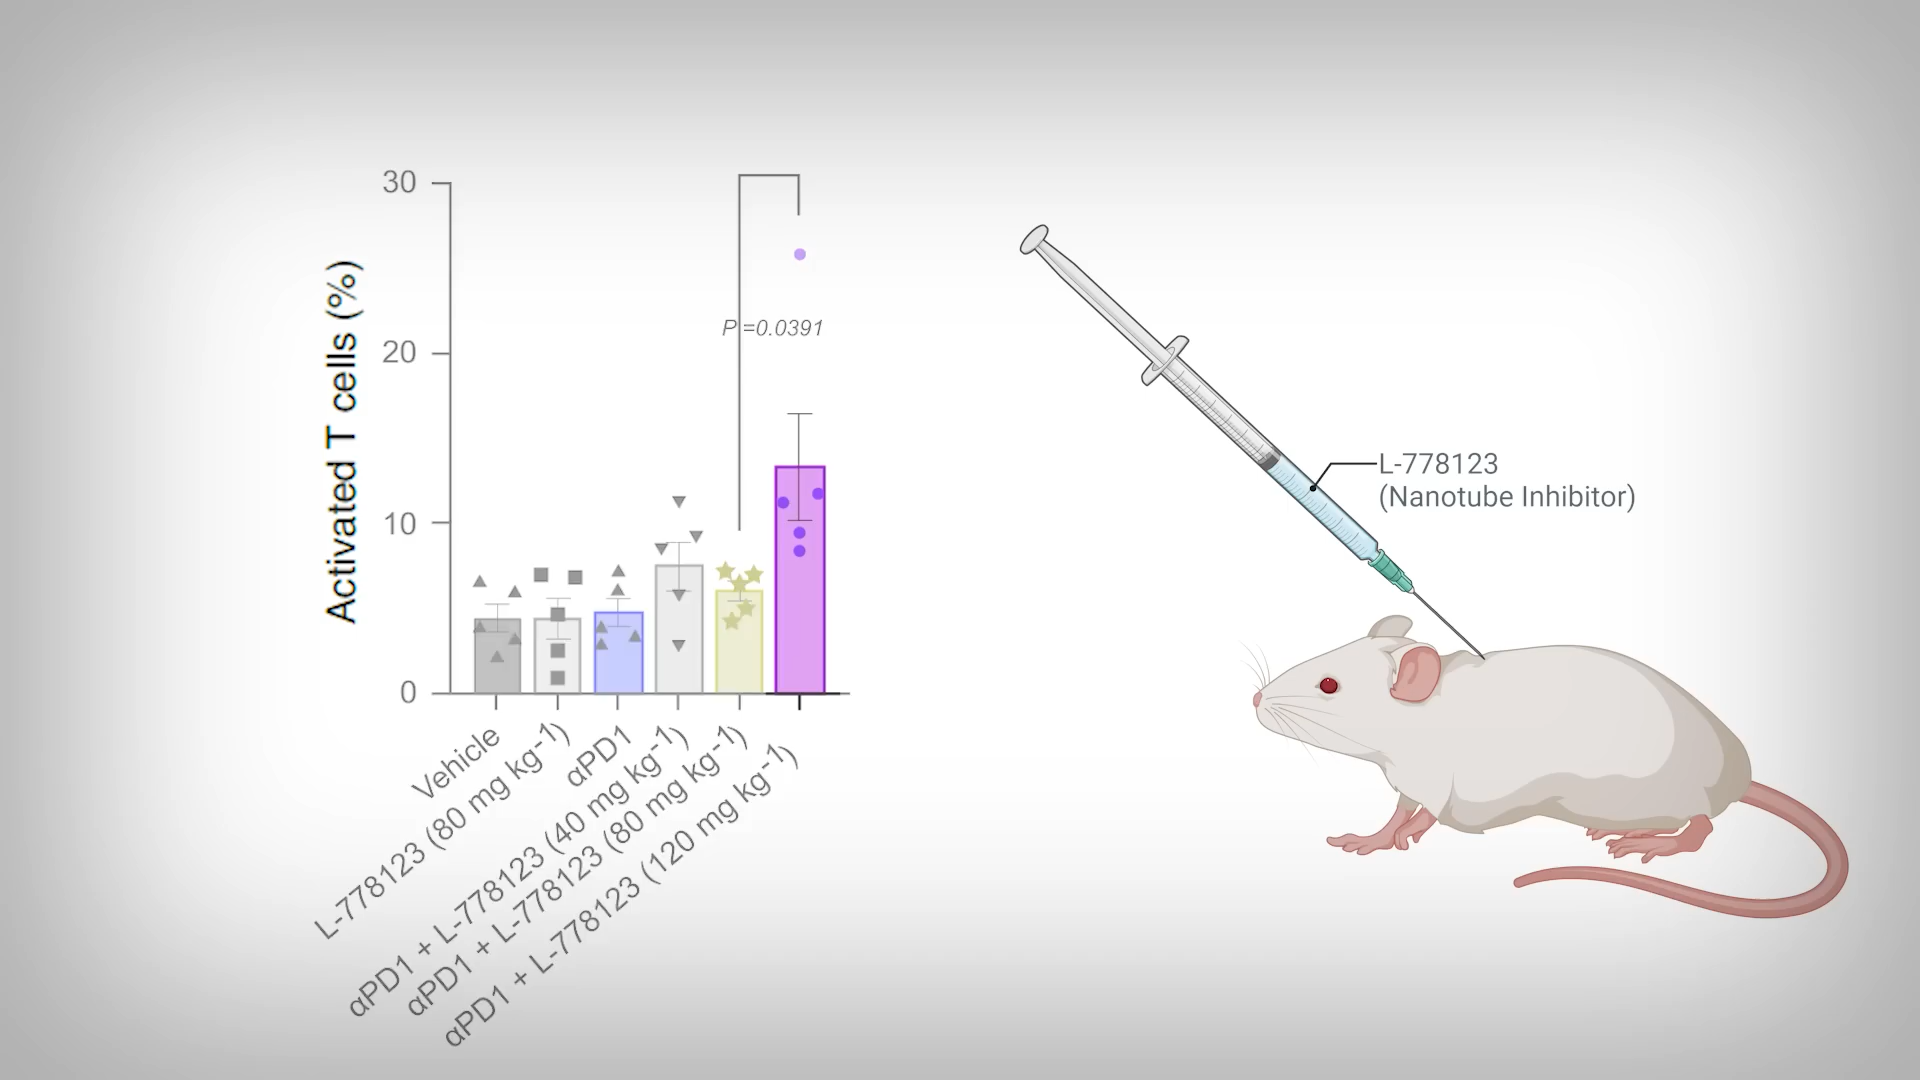 Activated T cells (%)
30
20
10
0
P =0.0391
Vehicle
L-778123 (80 mg kg⁻¹)
αPD1
αPD1 + L-778123 (40 mg kg⁻¹)
αPD1 + L-778123 (80 mg kg⁻¹)
αPD1 + L-778123 (120 mg kg⁻¹)
L-778123
(Nanotube Inhibitor)